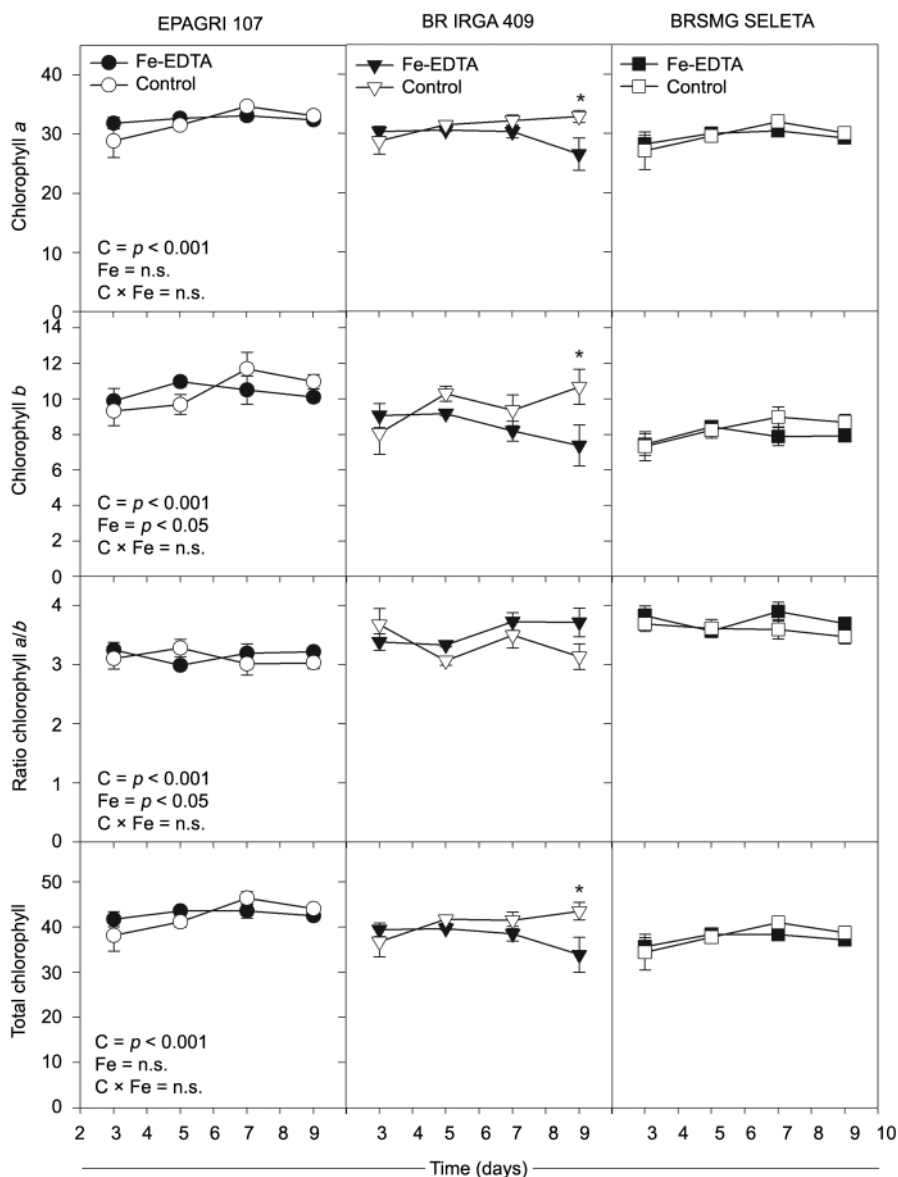 EPAGRI 107 BR IRGA 409 BRSMG SELETA
Chlorophyll a
40
30
20
10
0
Fe-EDTA
Control
C = p < 0.001
Fe = n.s.
C × Fe = n.s.
Fe-EDTA
Control
*
Fe-EDTA
Control
Chlorophyll b
14
12
10
8
6
4
2
0
C = p < 0.001
Fe = p < 0.05
C × Fe = n.s.
*
Ratio chlorophyll a/b
4
3
2
1
0
C = p < 0.001
Fe = p < 0.05
C × Fe = n.s.
Total chlorophyll
50
40
30
20
10
0
C = p < 0.001
Fe = n.s.
C × Fe = n.s.
*
2 3 4 5 6 7 8 9 3 4 5 6 7 8 9 3 4 5 6 7 8 9 10
Time (days)